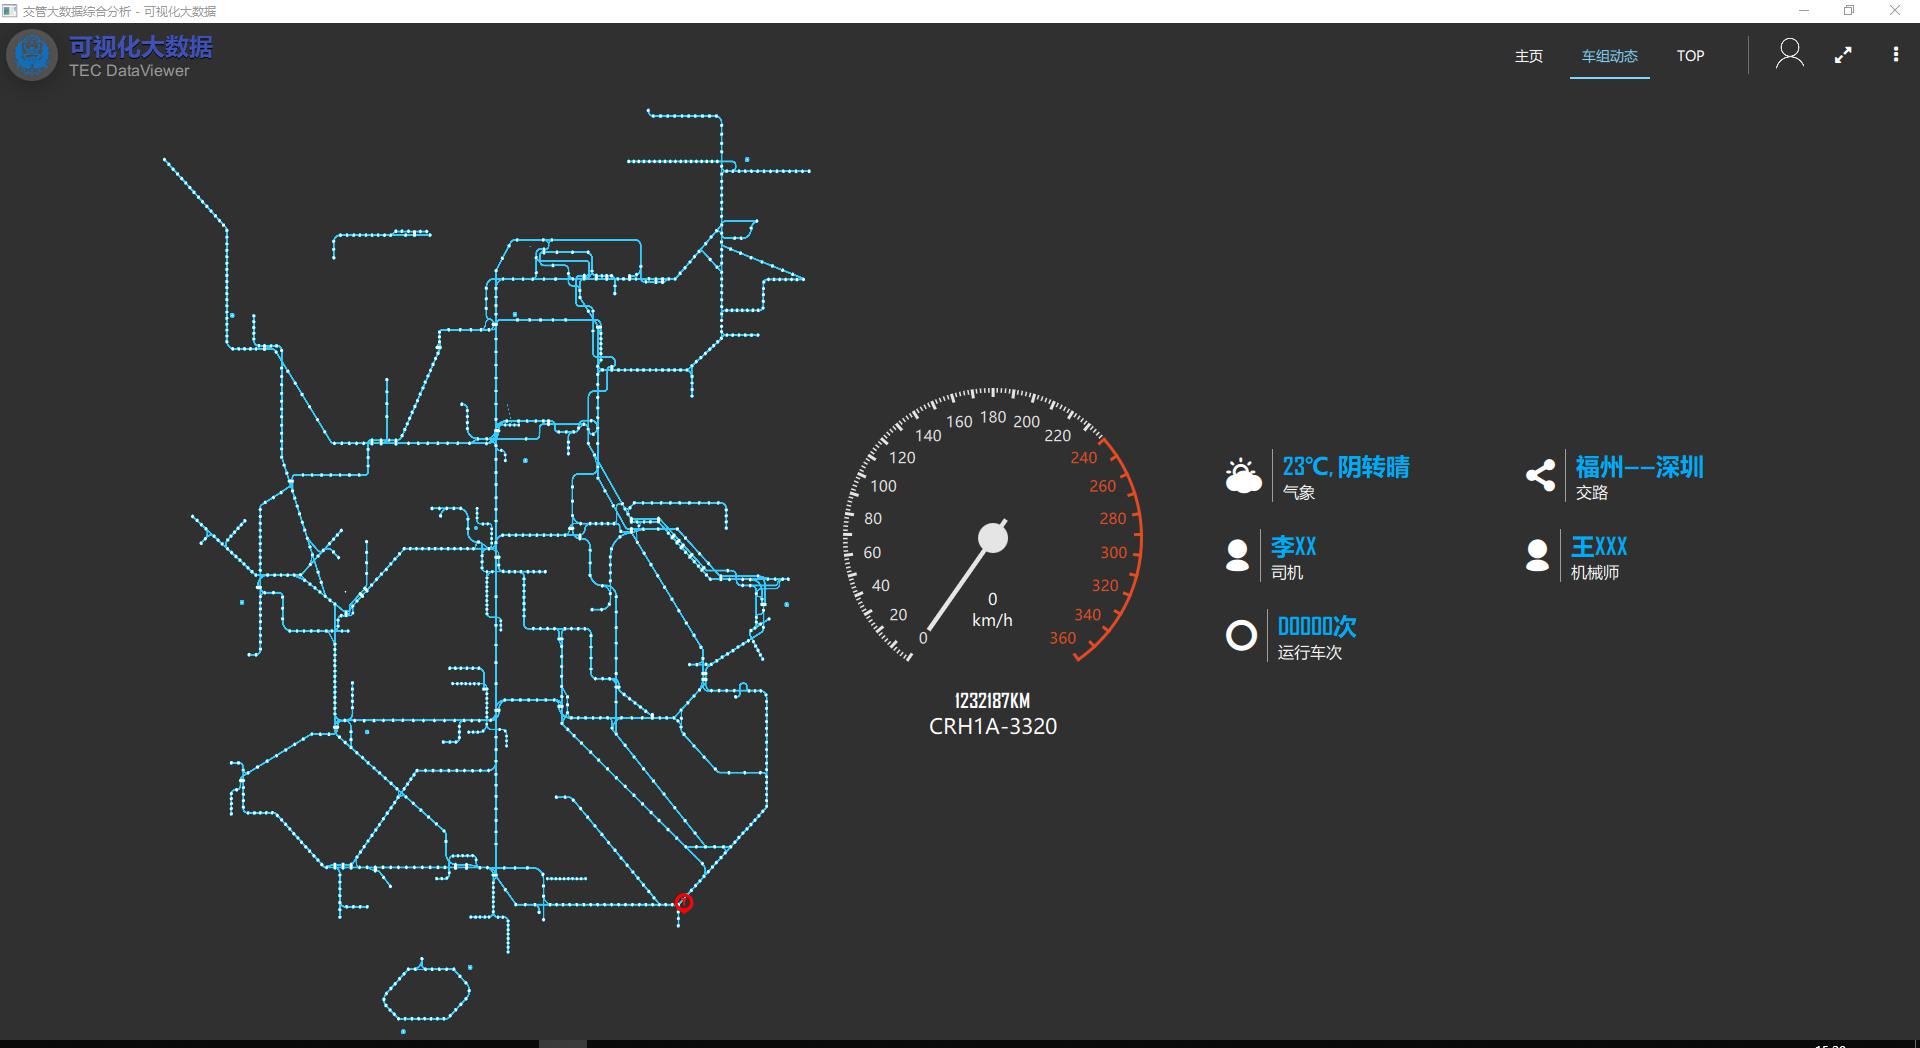 交管大数据综合分析 - 可视化大数据
可视化大数据
TEC DataViewer
主页
车组动态
TOP
0
20
40
60
80
100
120
140
160
180
200
220
240
260
280
300
320
340
360
0
km/h
1232187KM
CRH1A-3320
23℃, 阴转晴
气象
福州——深圳
交路
李XX
司机
王XXX
机械师
D0000次
运行车次